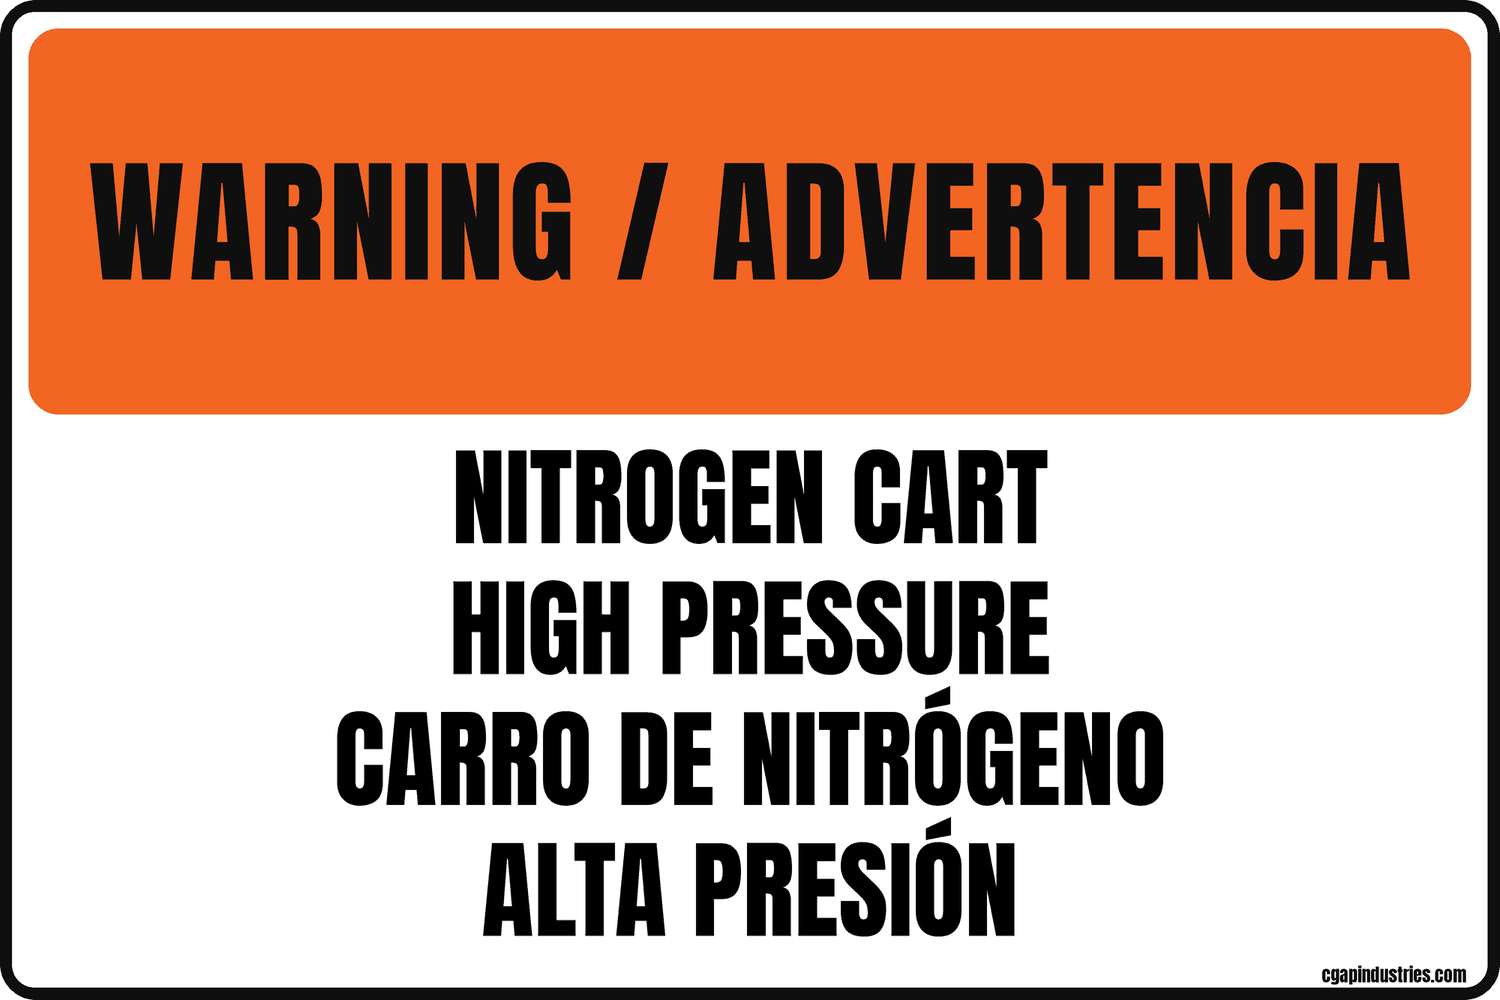 WARNING / ADVERTENCIA
NITROGEN CART
HIGH PRESSURE
CARRO DE NITRÓGENO
ALTA PRESIÓN
cgapindustries.com